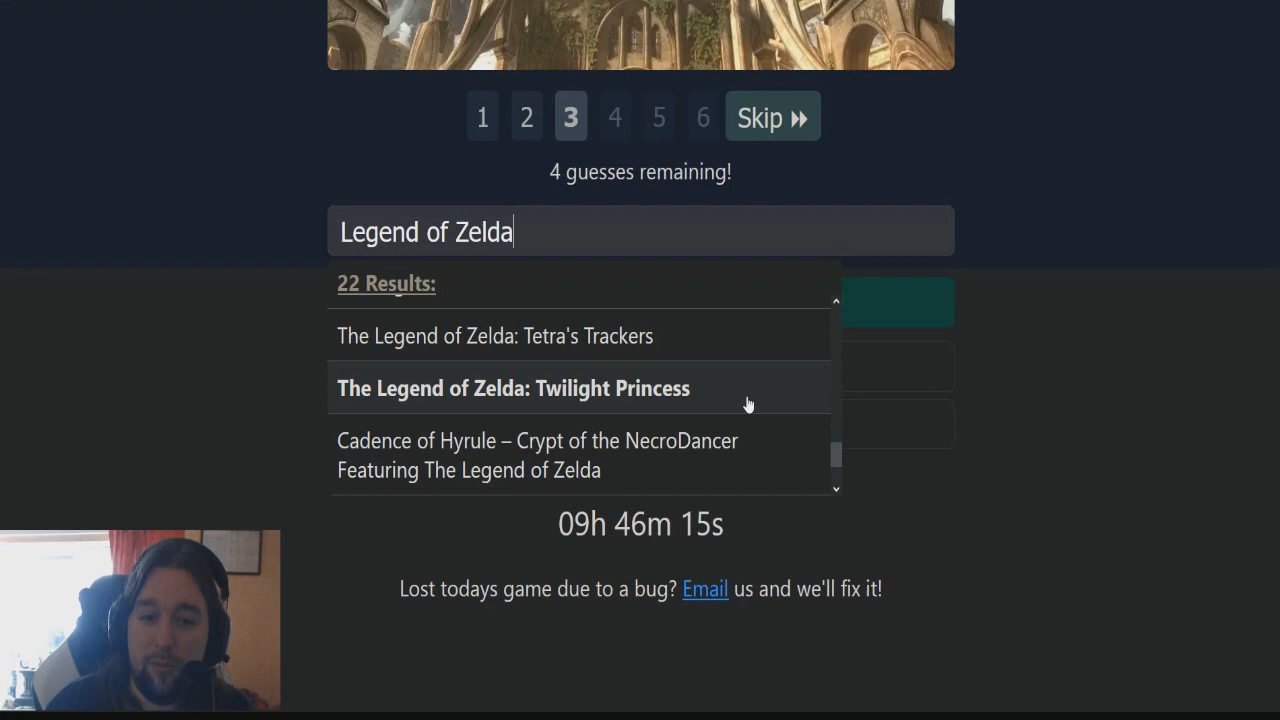 1 2 3 4 5 6 Skip
4 guesses remaining!
Legend of Zelda
22 Results:
The Legend of Zelda: Tetra's Trackers
The Legend of Zelda: Twilight Princess
Cadence of Hyrule – Crypt of the NecroDancer
Featuring The Legend of Zelda
09h 46m 15s
Lost todays game due to a bug? Email us and we'll fix it!